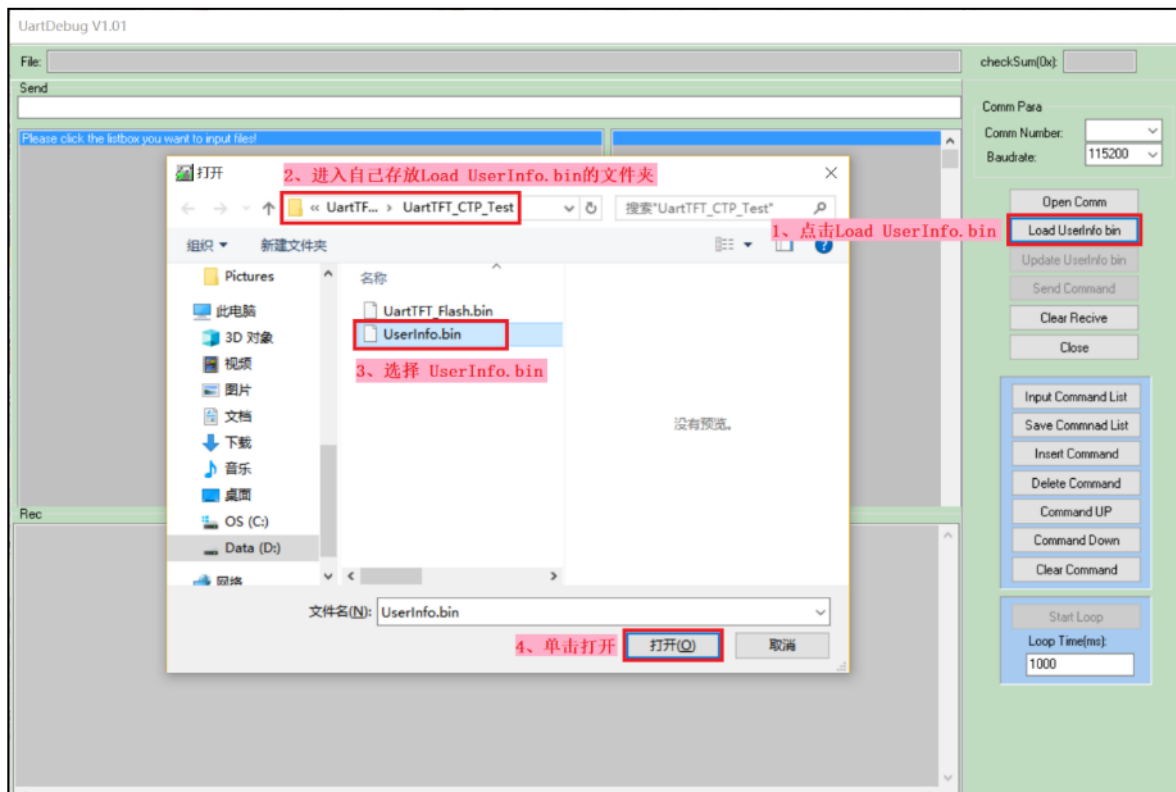 UartDebug V1.01
File:
checkSum(0x):
Send
Comm Para
Comm Number:
Baudrate: 115200
Please click the listbox you want to input files!
打开
2、进入自己存放Load UserInfo.bin的文件夹
« UartTF... › UartTFT_CTP_Test
搜索"UartTFT_CTP_Test"
1、点击Load UserInfo.bin
组织
新建文件夹
Pictures
此电脑
3D 对象
视频
图片
文档
下载
音乐
桌面
OS (C:)
Data (D:)
网络
名称
UartTFT_Flash.bin
UserInfo.bin
3、选择 UserInfo.bin
没有预览。
文件名(N): UserInfo.bin
4、单击打开
打开(O)
取消
Open Comm
Load UserInfo bin
Update UserInfo bin
Send Command
Clear Recive
Close
Input Command List
Save Commnad List
Insert Command
Delete Command
Command UP
Command Down
Clear Command
Start Loop
Loop Time(ms):
1000
Rec